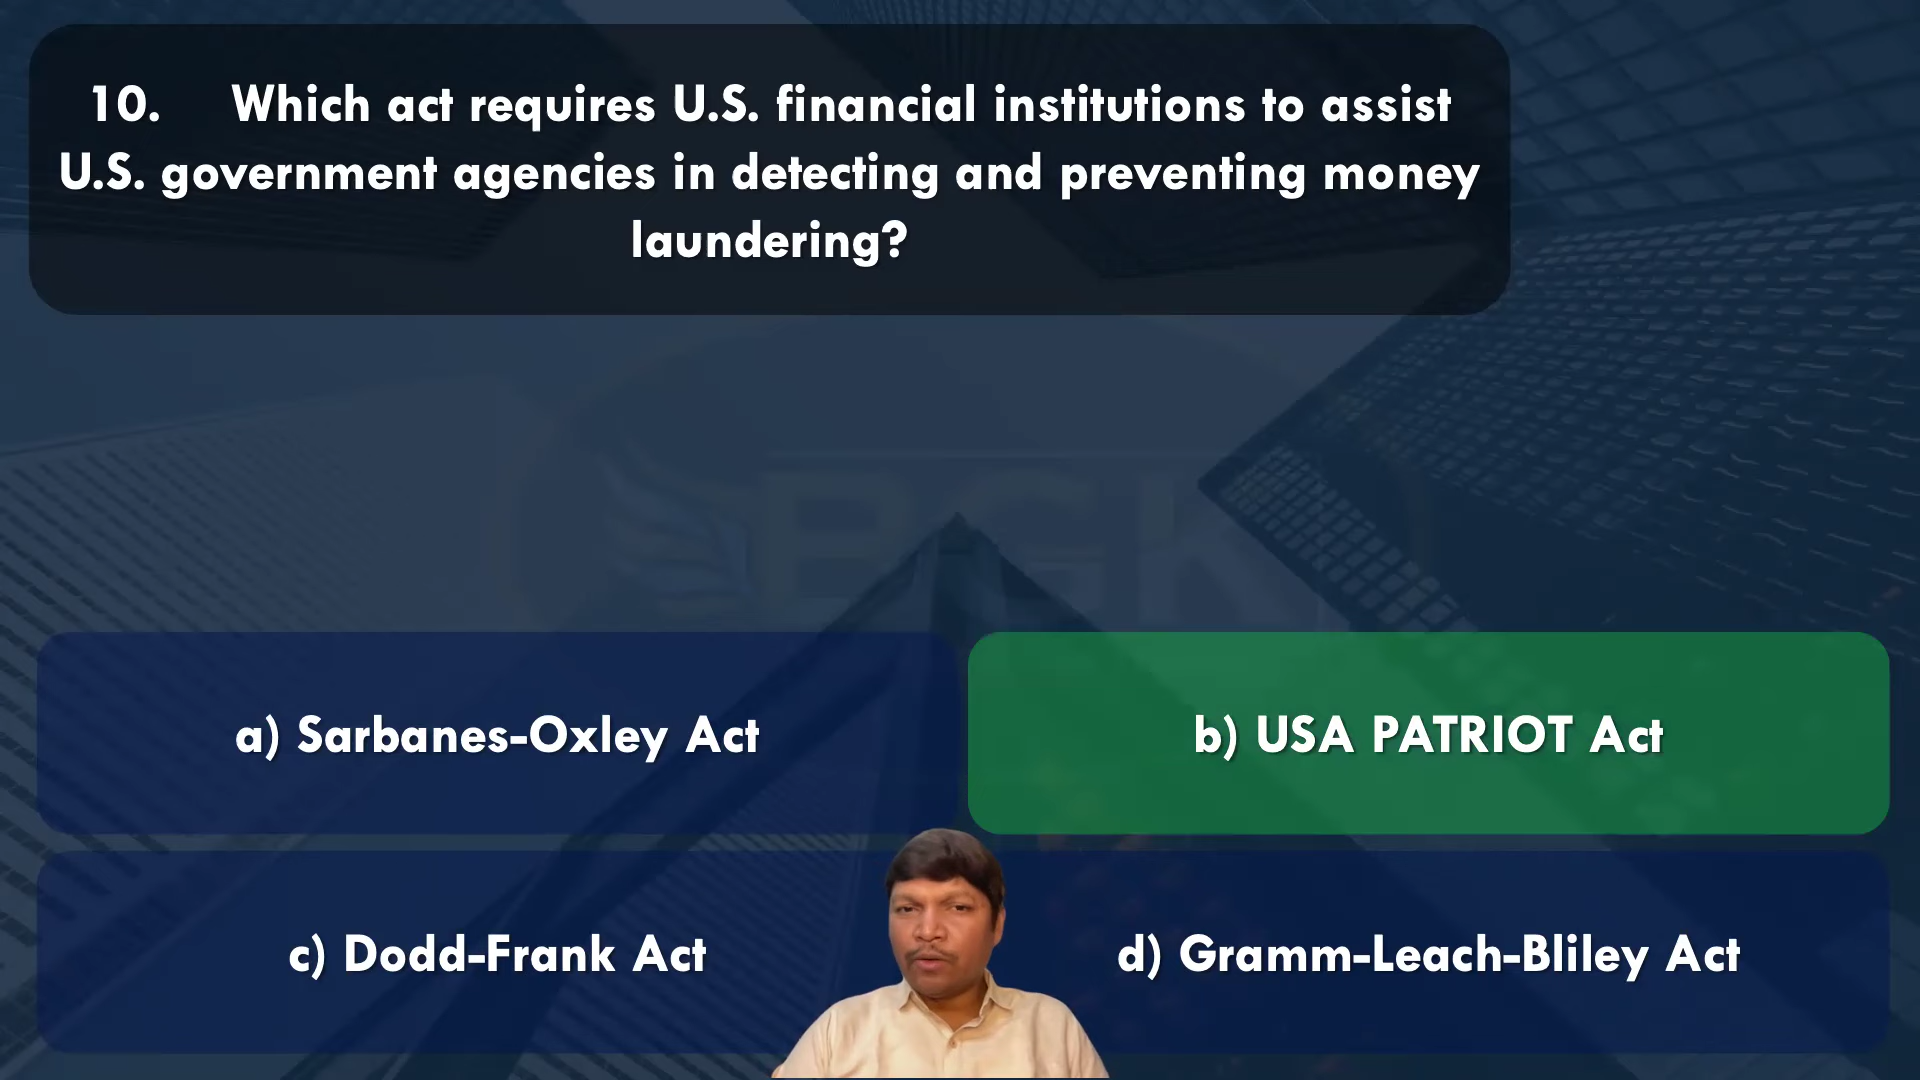 10. Which act requires U.S. financial institutions to assist
U.S. government agencies in detecting and preventing money
laundering?
BGK
a) Sarbanes-Oxley Act
b) USA PATRIOT Act
c) Dodd-Frank Act
d) Gramm-Leach-Bliley Act